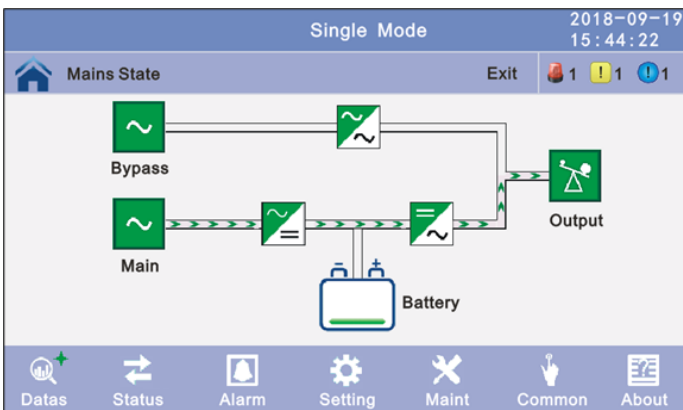 Single Mode
2018-09-19
15:44:22
Mains State
Exit
1
! 1
! 1
Bypass
Main
Output
Battery
Datas
Status
Alarm
Setting
Maint
Common
About